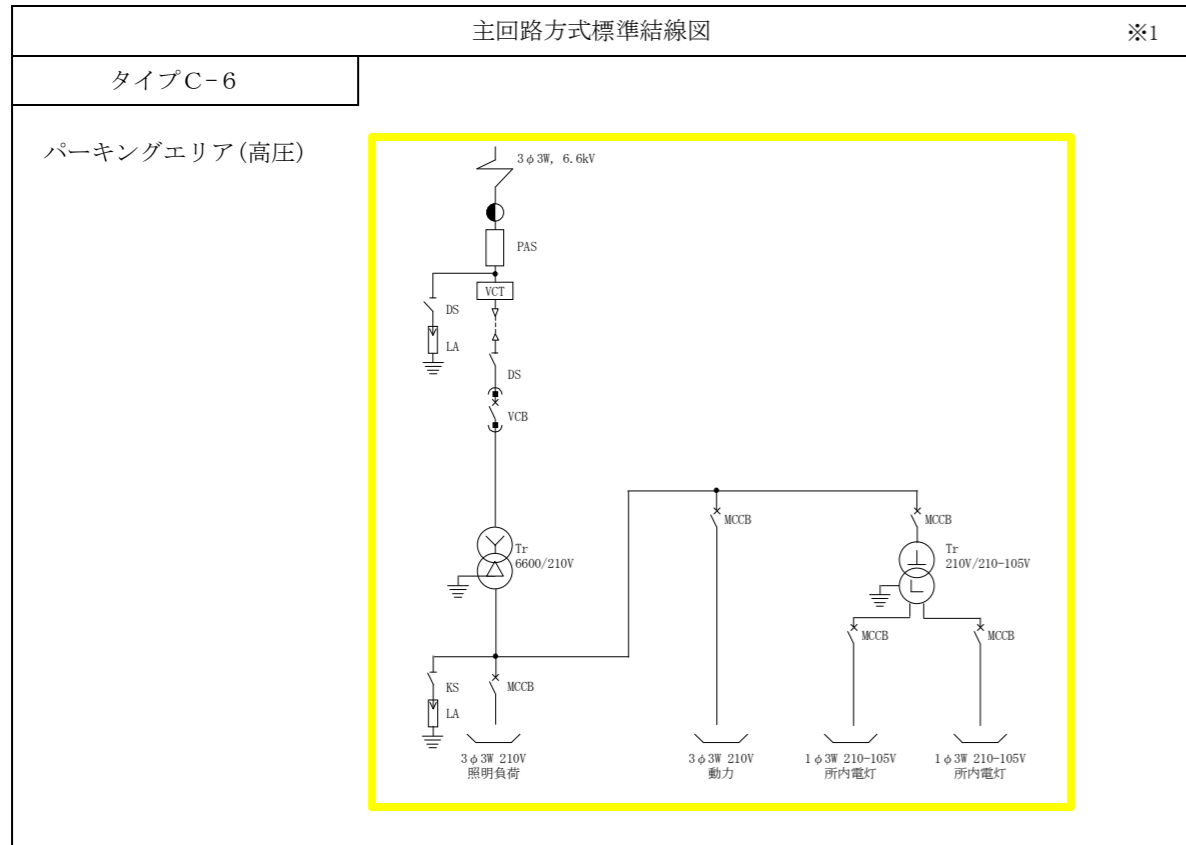 主回路方式標準結線図
※1
タイプC-6
パーキングエリア(高圧)
3φ3W, 6.6kV
PAS
VCT
DS
LA
DS
VCB
MCCB
MCCB
Tr
6600/210V
Tr
210V/210-105V
MCCB
MCCB
KS
MCCB
LA
3φ3W 210V
照明負荷
3φ3W 210V
動力
1φ3W 210-105V
所内電灯
1φ3W 210-105V
所内電灯